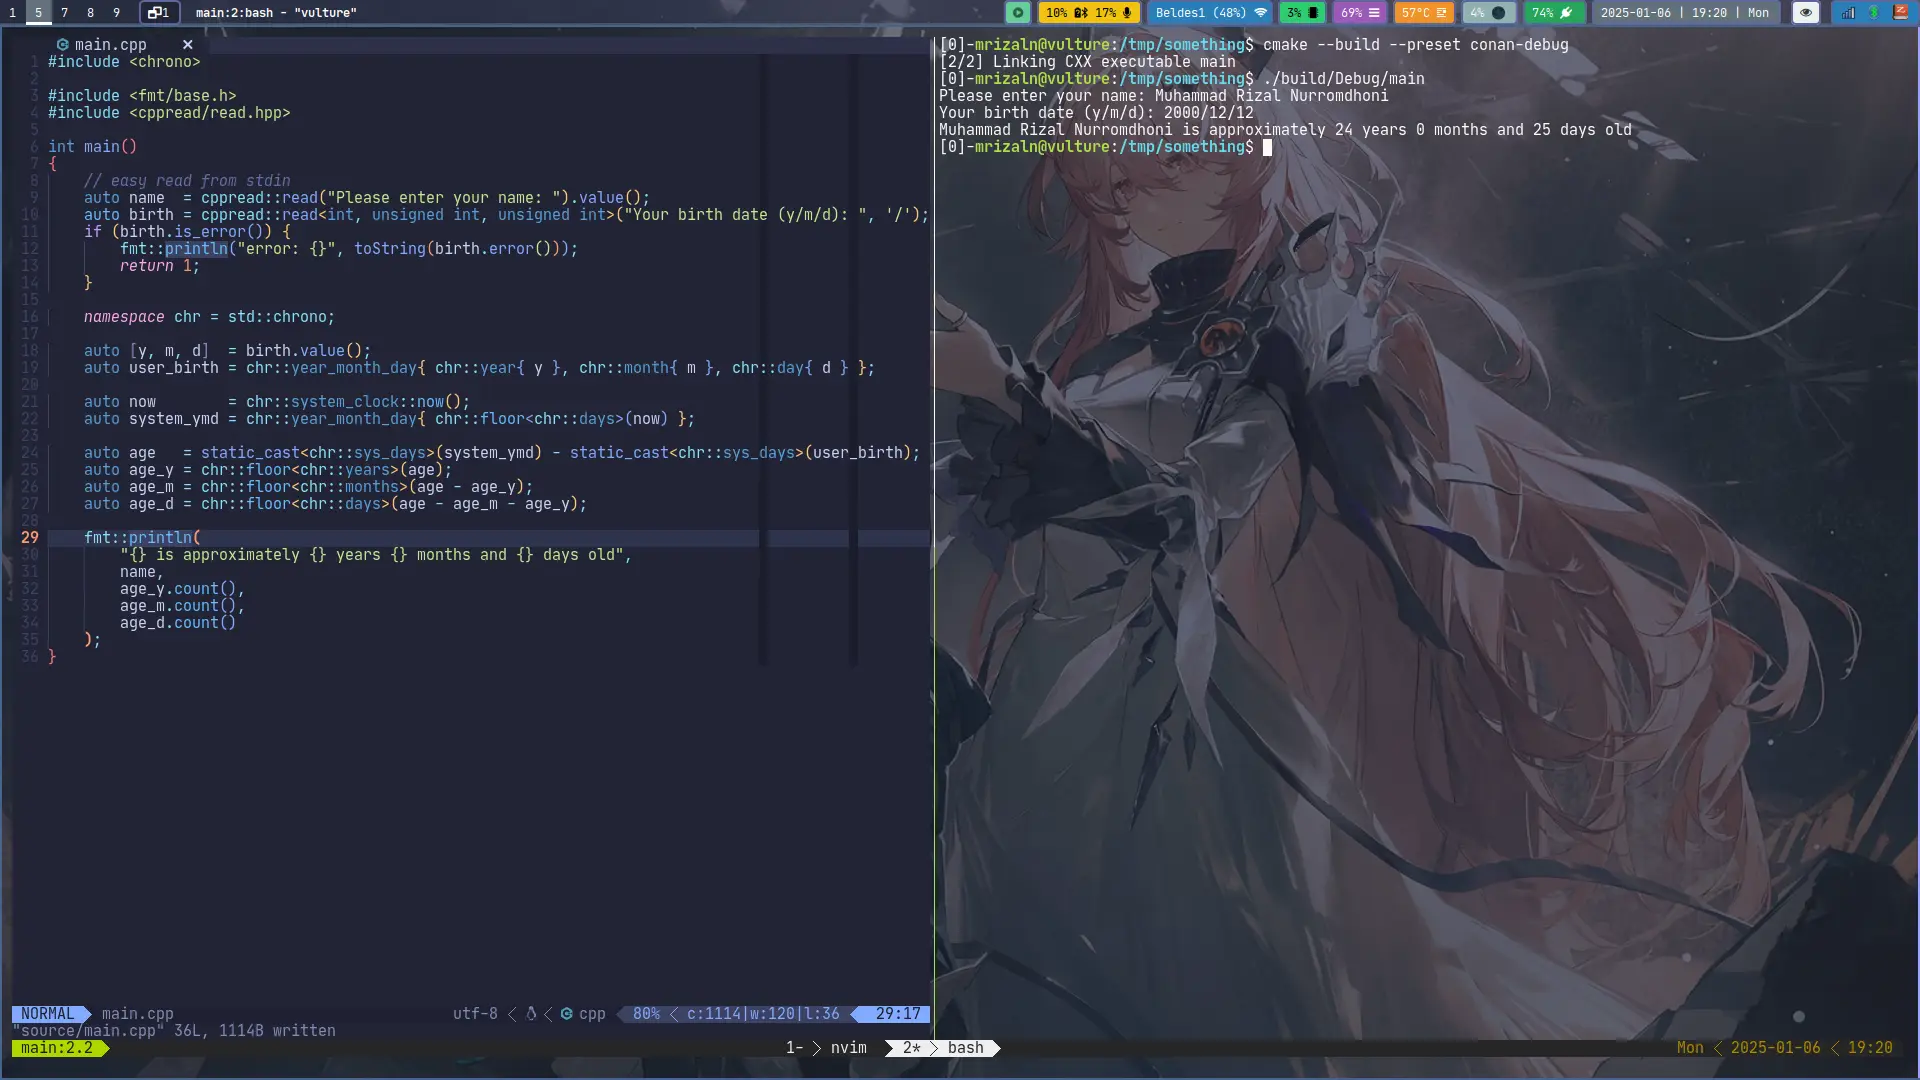 1 5 7 8 9 1 main:2:bash - "vulture" 10% 17% Beldes1 (48%) 3% 69% 57°C 4% 74% 2025-01-06 | 19:20 | Mon
main.cpp ×
1 #include <chrono>
2
3 #include <fmt/base.h>
4 #include <cppread/read.hpp>
5
6 int main()
7 {
8 // easy read from stdin
9 auto name  = cppread::read("Please enter your name: ").value();
10 auto birth = cppread::read<int, unsigned int, unsigned int>("Your birth date (y/m/d): ", '/');
11 if (birth.is_error()) {
12 fmt::println("error: {}", toString(birth.error()));
13 return 1;
14 }
15
16 namespace chr = std::chrono;
17
18 auto [y, m, d]  = birth.value();
19 auto user_birth = chr::year_month_day{ chr::year{ y }, chr::month{ m }, chr::day{ d } };
20
21 auto now        = chr::system_clock::now();
22 auto system_ymd = chr::year_month_day{ chr::floor<chr::days>(now) };
23
24 auto age   = static_cast<chr::sys_days>(system_ymd) - static_cast<chr::sys_days>(user_birth);
25 auto age_y = chr::floor<chr::years>(age);
26 auto age_m = chr::floor<chr::months>(age - age_y);
27 auto age_d = chr::floor<chr::days>(age - age_m - age_y);
28
29 fmt::println(
30 "{} is approximately {} years {} months and {} days old",
31 name,
32 age_y.count(),
33 age_m.count(),
34 age_d.count()
35 );
36 }
NORMAL main.cpp utf-8 < < cpp 80% < c:1114|w:120|l:36 29:17
"source/main.cpp" 36L, 1114B written
[0]-mrizaln@vulture:/tmp/something$ cmake --build --preset conan-debug
[2/2] Linking CXX executable main
[0]-mrizaln@vulture:/tmp/something$ ./build/Debug/main
Please enter your name: Muhammad Rizal Nurromdhoni
Your birth date (y/m/d): 2000/12/12
Muhammad Rizal Nurromdhoni is approximately 24 years 0 months and 25 days old
[0]-mrizaln@vulture:/tmp/something$
main:2.2 1- > nvim 2* > bash Mon < 2025-01-06 < 19:20